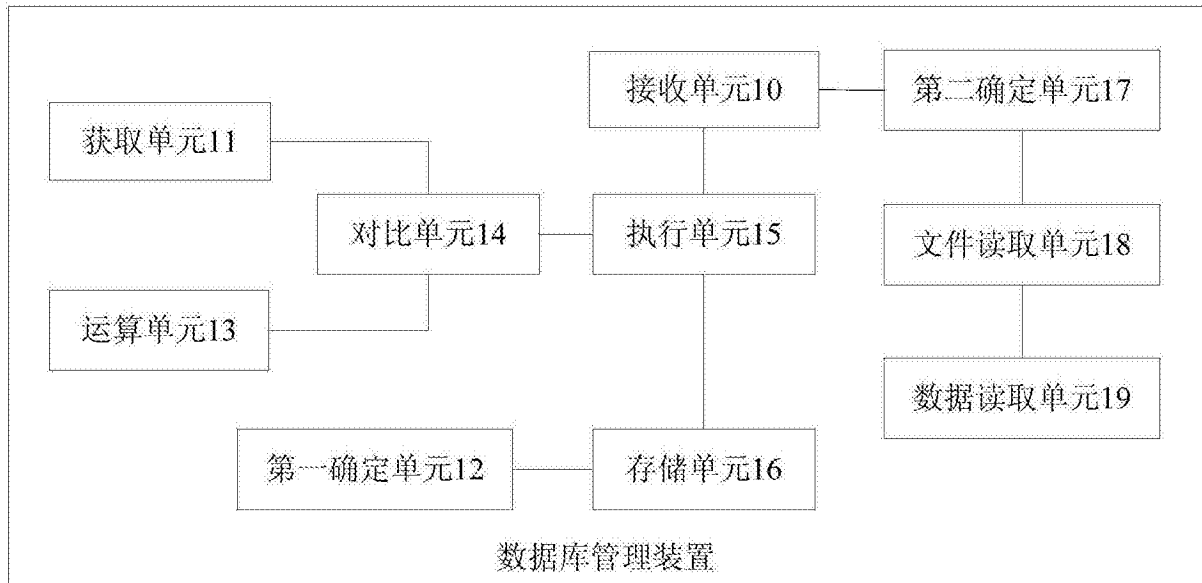 接收单元10
第二确定单元17
获取单元11
对比单元14
执行单元15
文件读取单元18
运算单元13
数据读取单元19
第一确定单元12
存储单元16
数据库管理装置